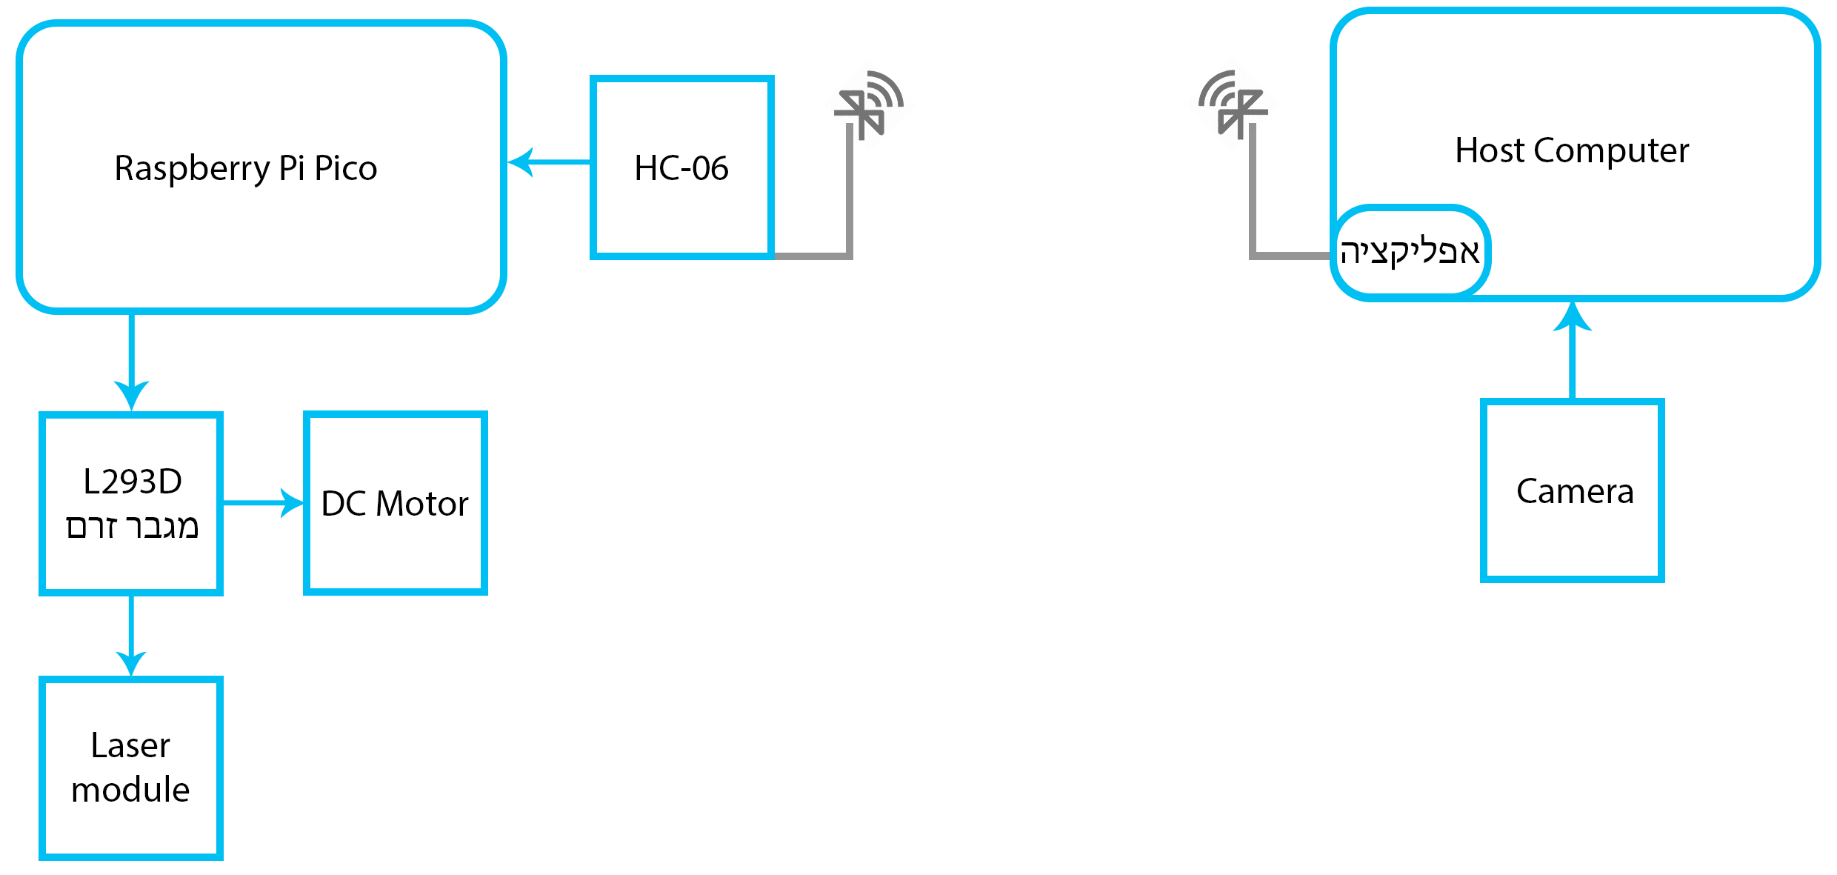 Raspberry Pi Pico
HC-06
Host Computer
אפליקציה
L293D
מגבר זרם
DC Motor
Camera
Laser
module